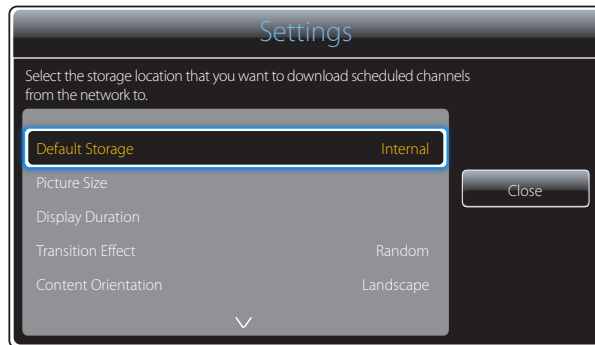 Settings
Select the storage location that you want to download scheduled channels
from the network to.
Default Storage Internal
Picture Size
Close
Display Duration
Transition Effect Random
Content Orientation Landscape